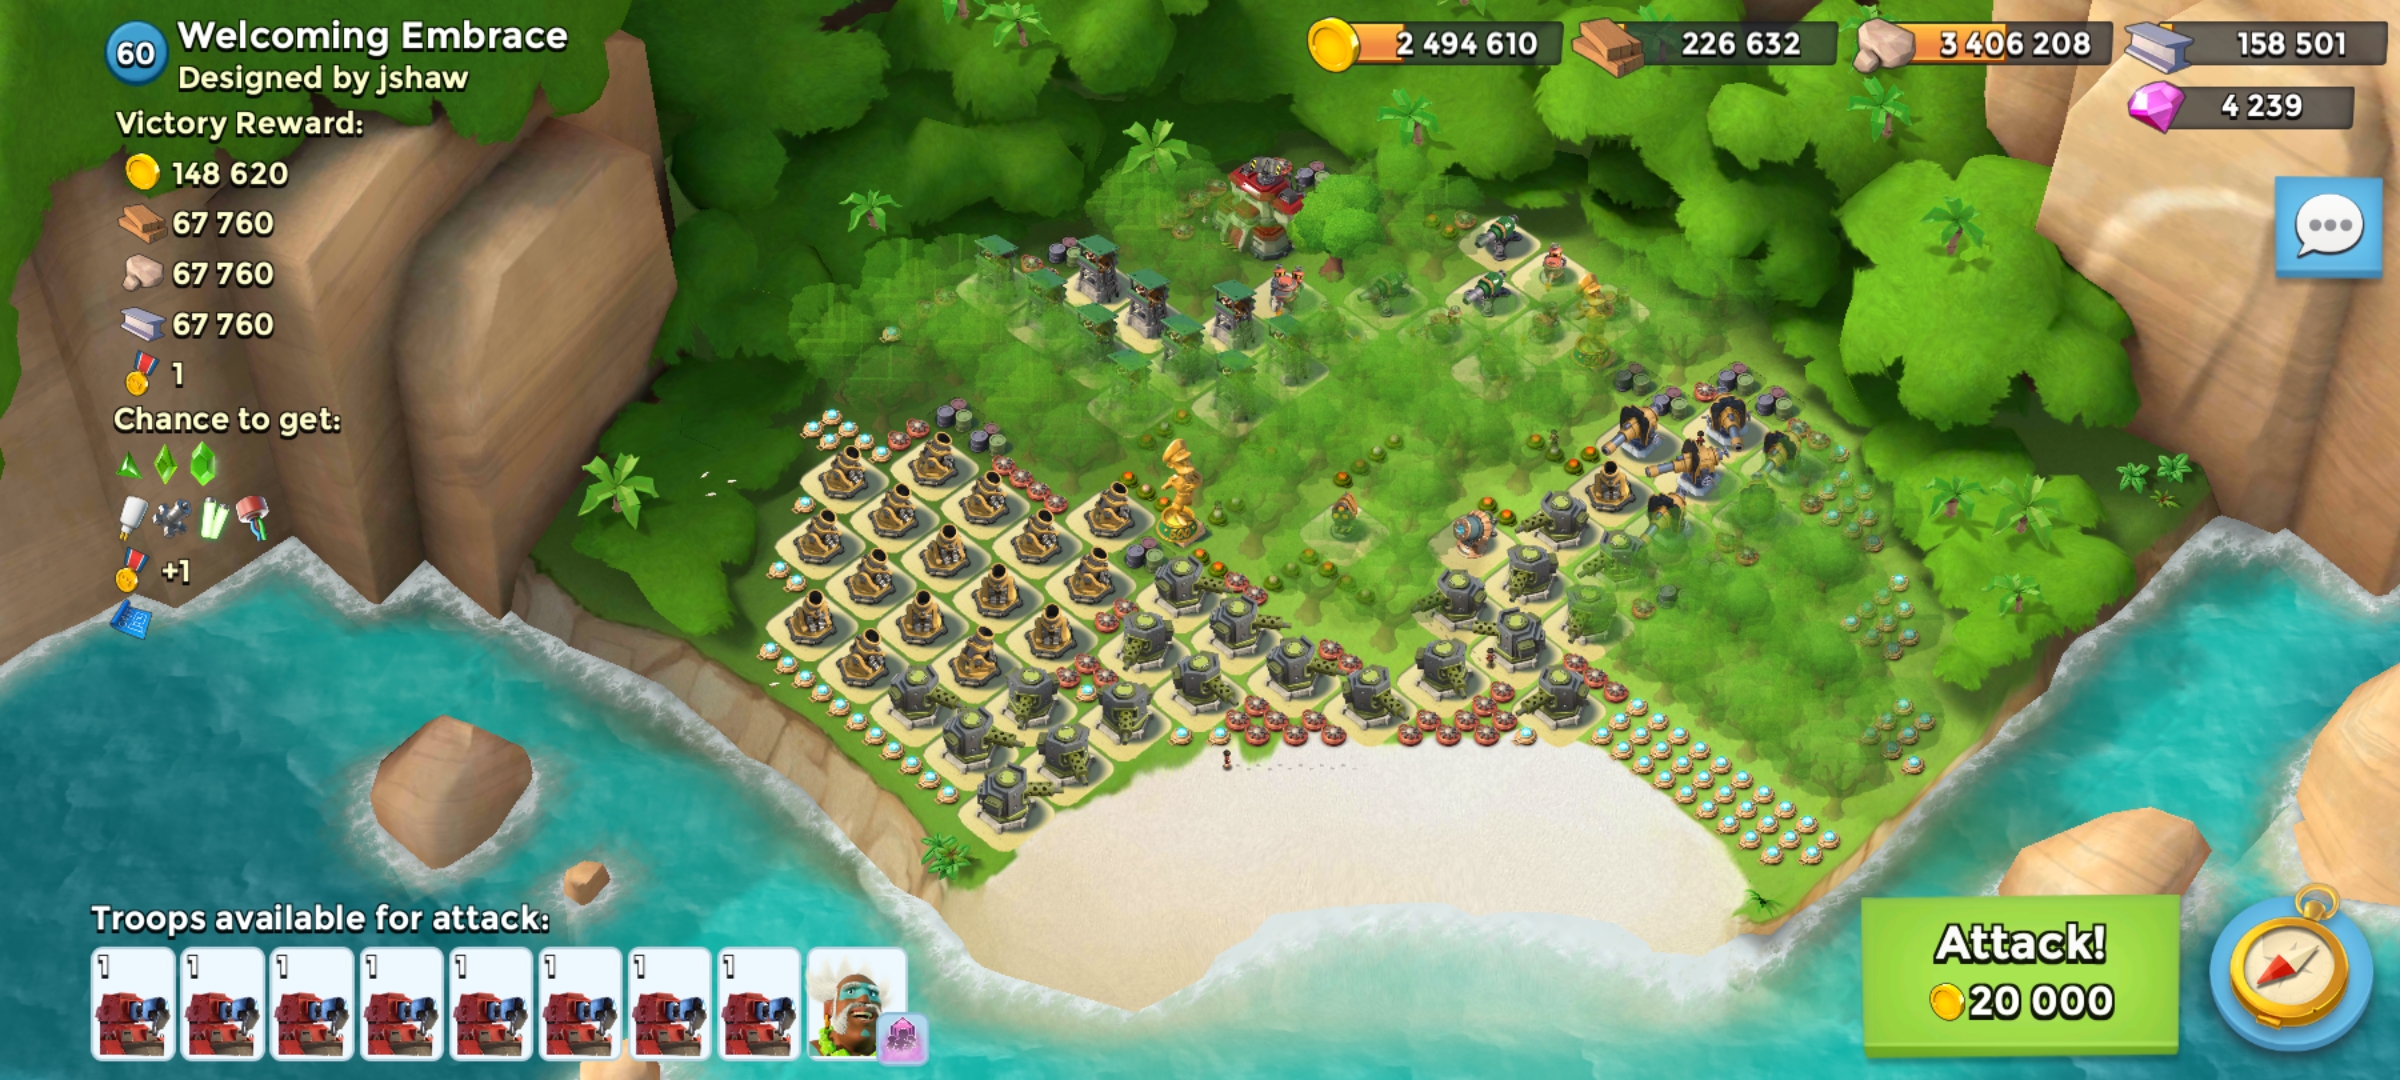 60
Welcoming Embrace
Designed by jshaw
Victory Reward:
148 620
67 760
67 760
67 760
1
Chance to get:
+1
2 494 610
226 632
3 406 208
158 501
4 239
500
Troops available for attack:
1
1
1
1
1
1
1
1
Attack!
20 000